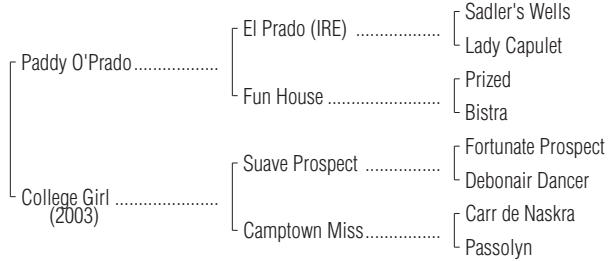 Sadler's Wells
El Prado (IRE) ..................
Lady Capulet
Paddy O'Prado..................
Prized
Fun House ........................
Bistra
Fortunate Prospect
Suave Prospect ................
Debonair Dancer
College Girl ......................
(2003)
Carr de Naskra
Camptown Miss................
Passolyn